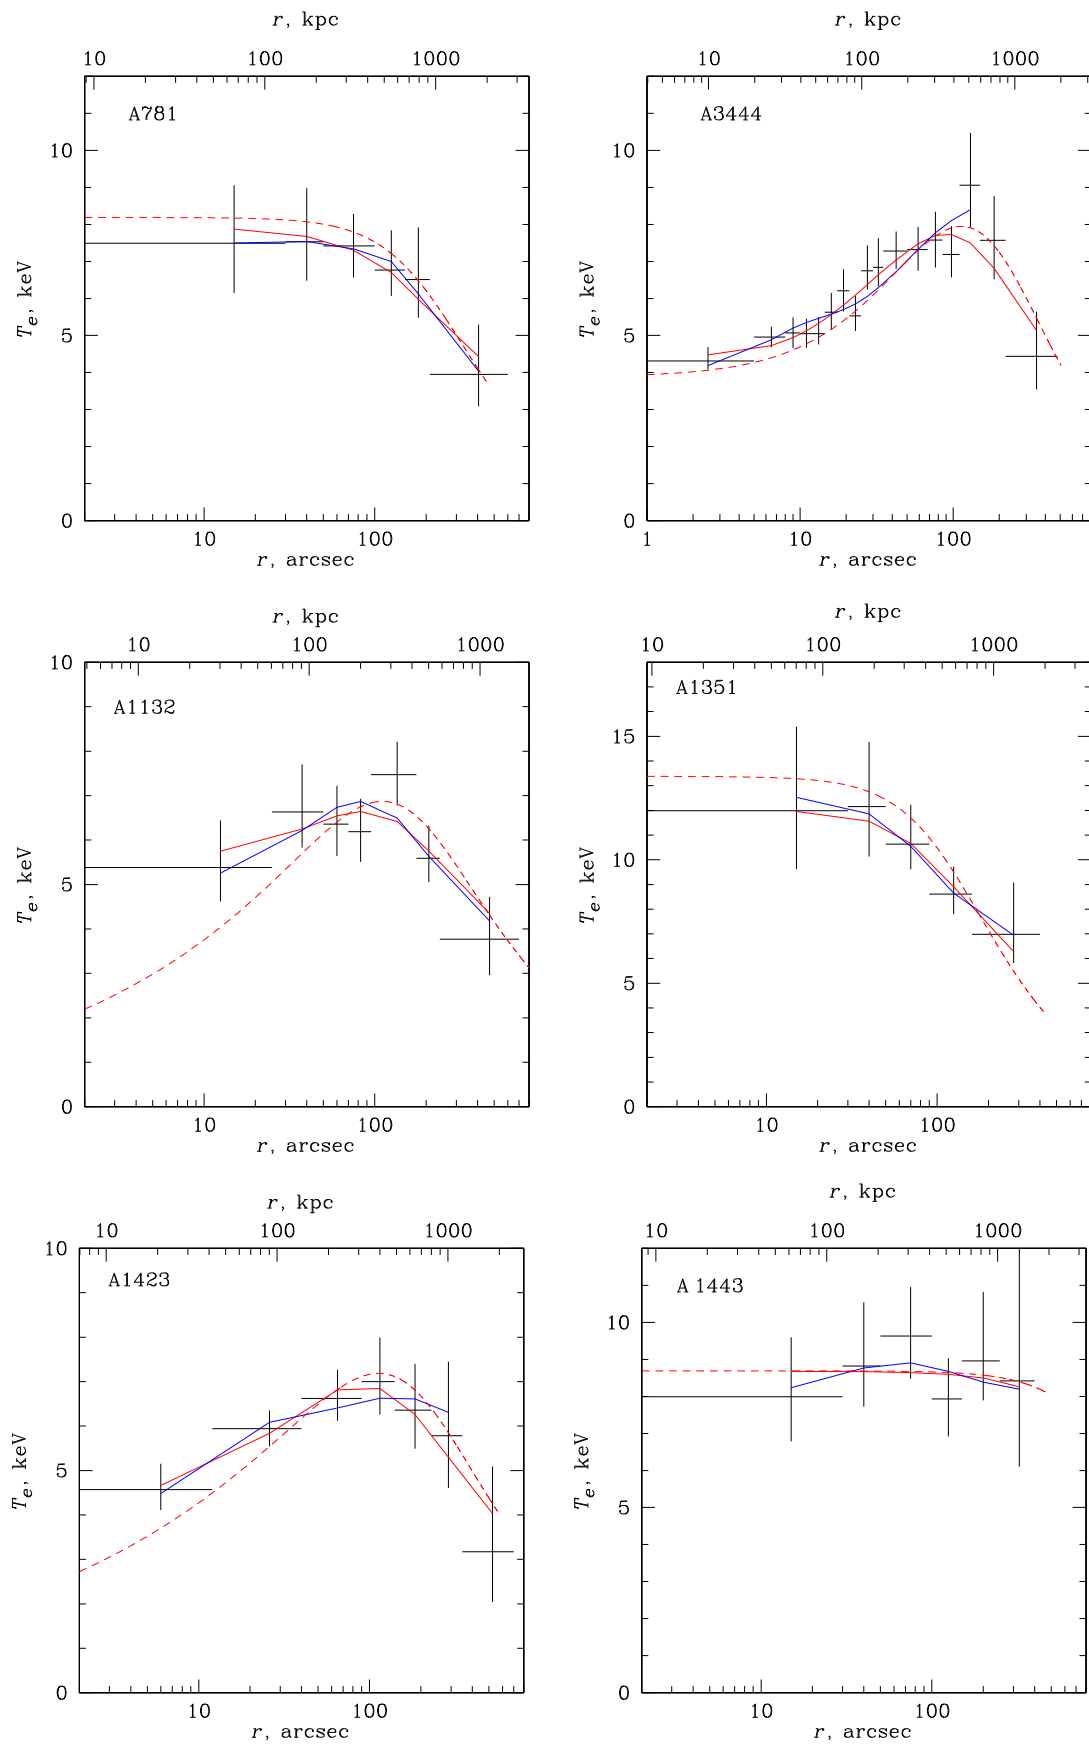 r, kpc
10 100 1000
A781
10
5
0
T_e, keV
10 100
r, arcsec
r, kpc
10 100 1000
A3444
10
5
0
T_e, keV
1 10 100
r, arcsec
r, kpc
10 100 1000
A1132
10
5
0
T_e, keV
10 100
r, arcsec
r, kpc
10 100 1000
A1351
15
10
5
0
T_e, keV
10 100
r, arcsec
r, kpc
10 100 1000
A1423
10
5
0
T_e, keV
10 100
r, arcsec
r, kpc
10 100 1000
A 1443
10
5
0
T_e, keV
10 100
r, arcsec